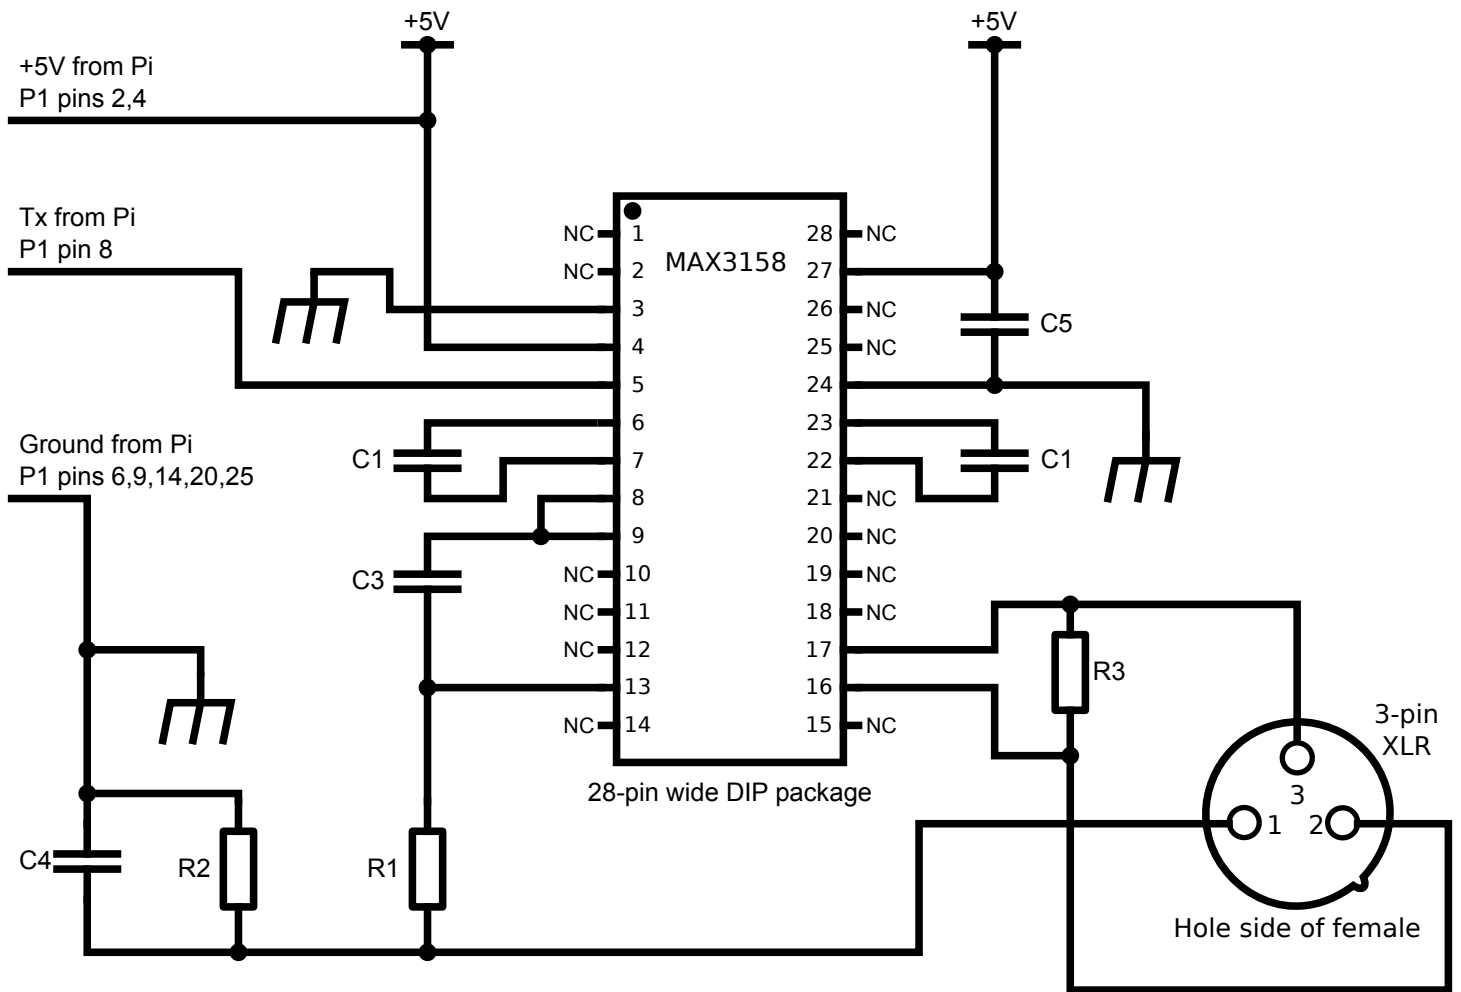 +5V
+5V
+5V from Pi
P1 pins 2,4
Tx from Pi
P1 pin 8
NC 1
28 NC
MAX3158
NC 2
27
3
26 NC
C5
4
25 NC
5
24
6
23
Ground from Pi
P1 pins 6,9,14,20,25
C1
7
22
C1
8
21 NC
9
20 NC
C3
NC 10
19 NC
NC 11
18 NC
NC 12
17
R3
13
16
NC 14
15 NC
3-pin
XLR
28-pin wide DIP package
3
1
2
C4
R2
R1
Hole side of female